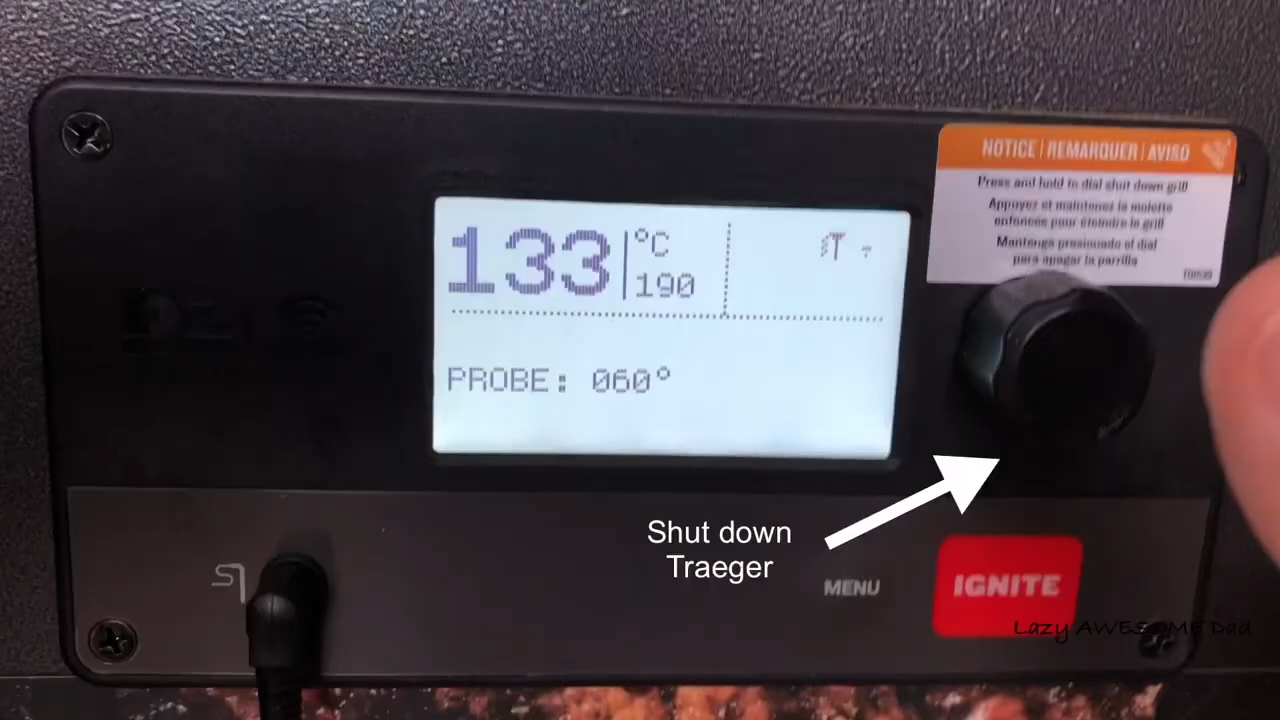 NOTICE | REMARQUER | AVISO
Press and hold to dial shut down grill
Appuyez et maintenez la molette
enfoncée pour éteindre le gril
Mantenga presionado el dial
para apagar la parrilla
133
°C
190
PROBE: 060°
Shut down
Traeger
MENU
IGNITE
Lazy AWESOME Dad